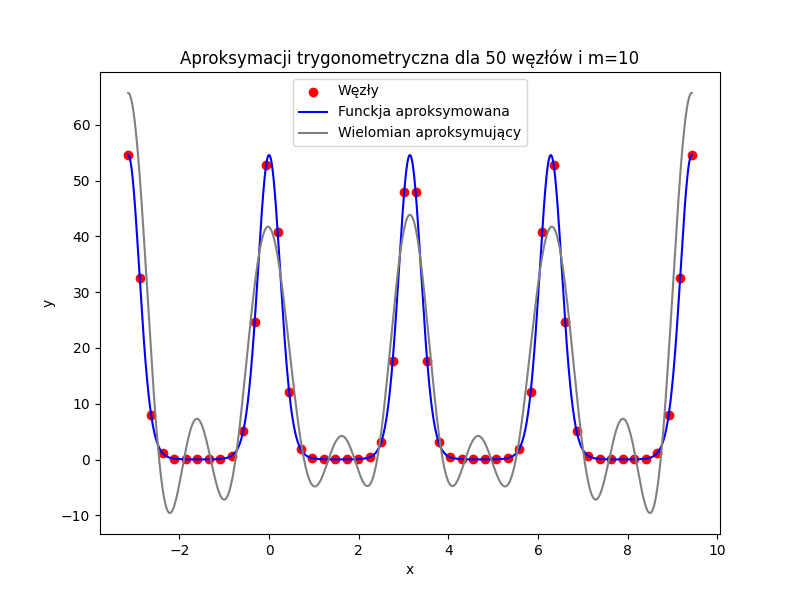 Aproksymacji trygonometryczna dla 50 węzłów i m=10
Węzły
Funckja aproksymowana
Wielomian aproksymujący
60
50
40
30
20
10
0
−10
y
−2
0
2
4
6
8
10
x